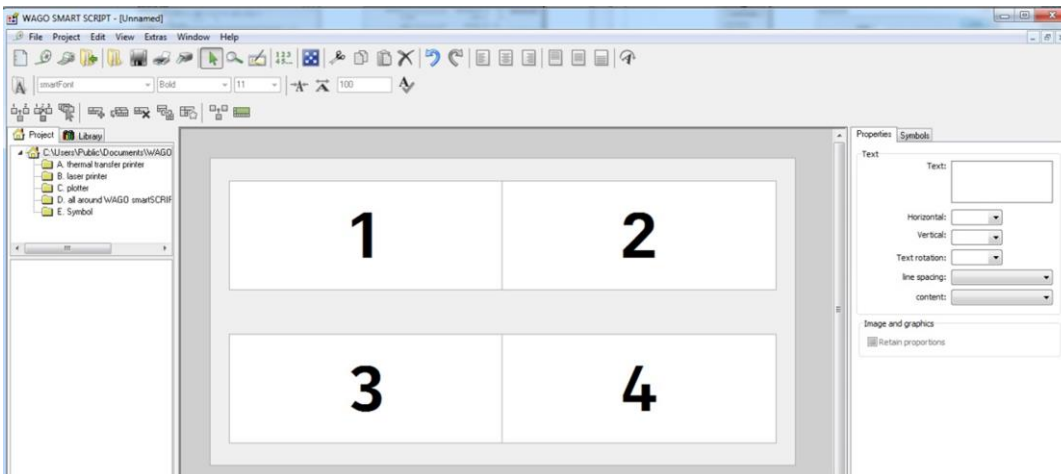 WAGO SMART SCRIPT - [Unnamed]
File Project Edit View Extras Window Help
123
smartFont Bold 11 100
Project Library
C:\Users\Public\Documents\WAGO
A. thermal transfer printer
B. laser printer
C. plotter
D. all around WAGO smartSCRIF
E. Symbol
1 2
3 4
Properties Symbols
Text
Text:
Horizontal:
Vertical:
Text rotation:
line spacing:
content:
Image and graphics
Retain proportions